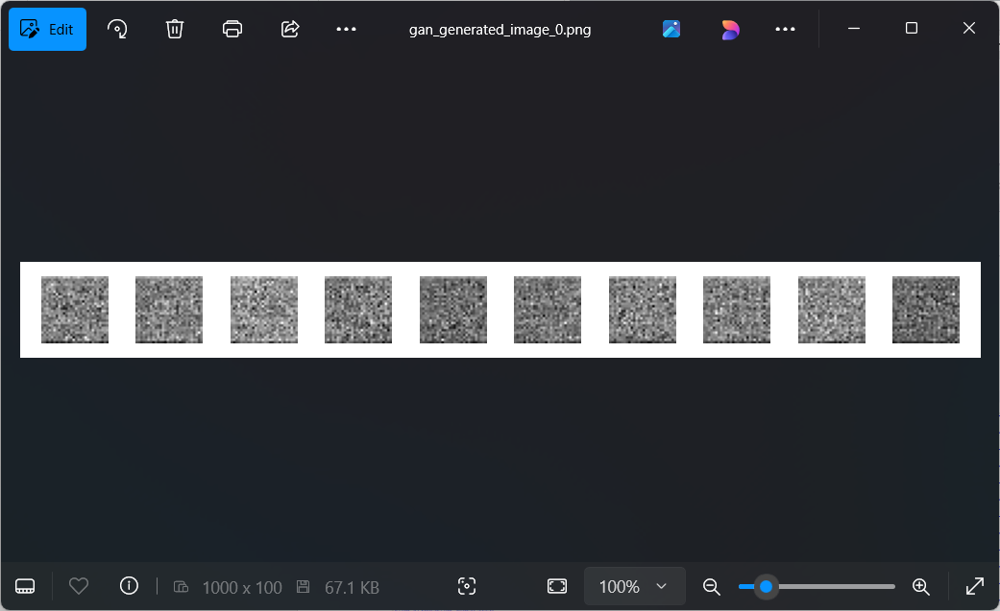 Edit
gan_generated_image_0.png
1000 x 100
67.1 KB
100%